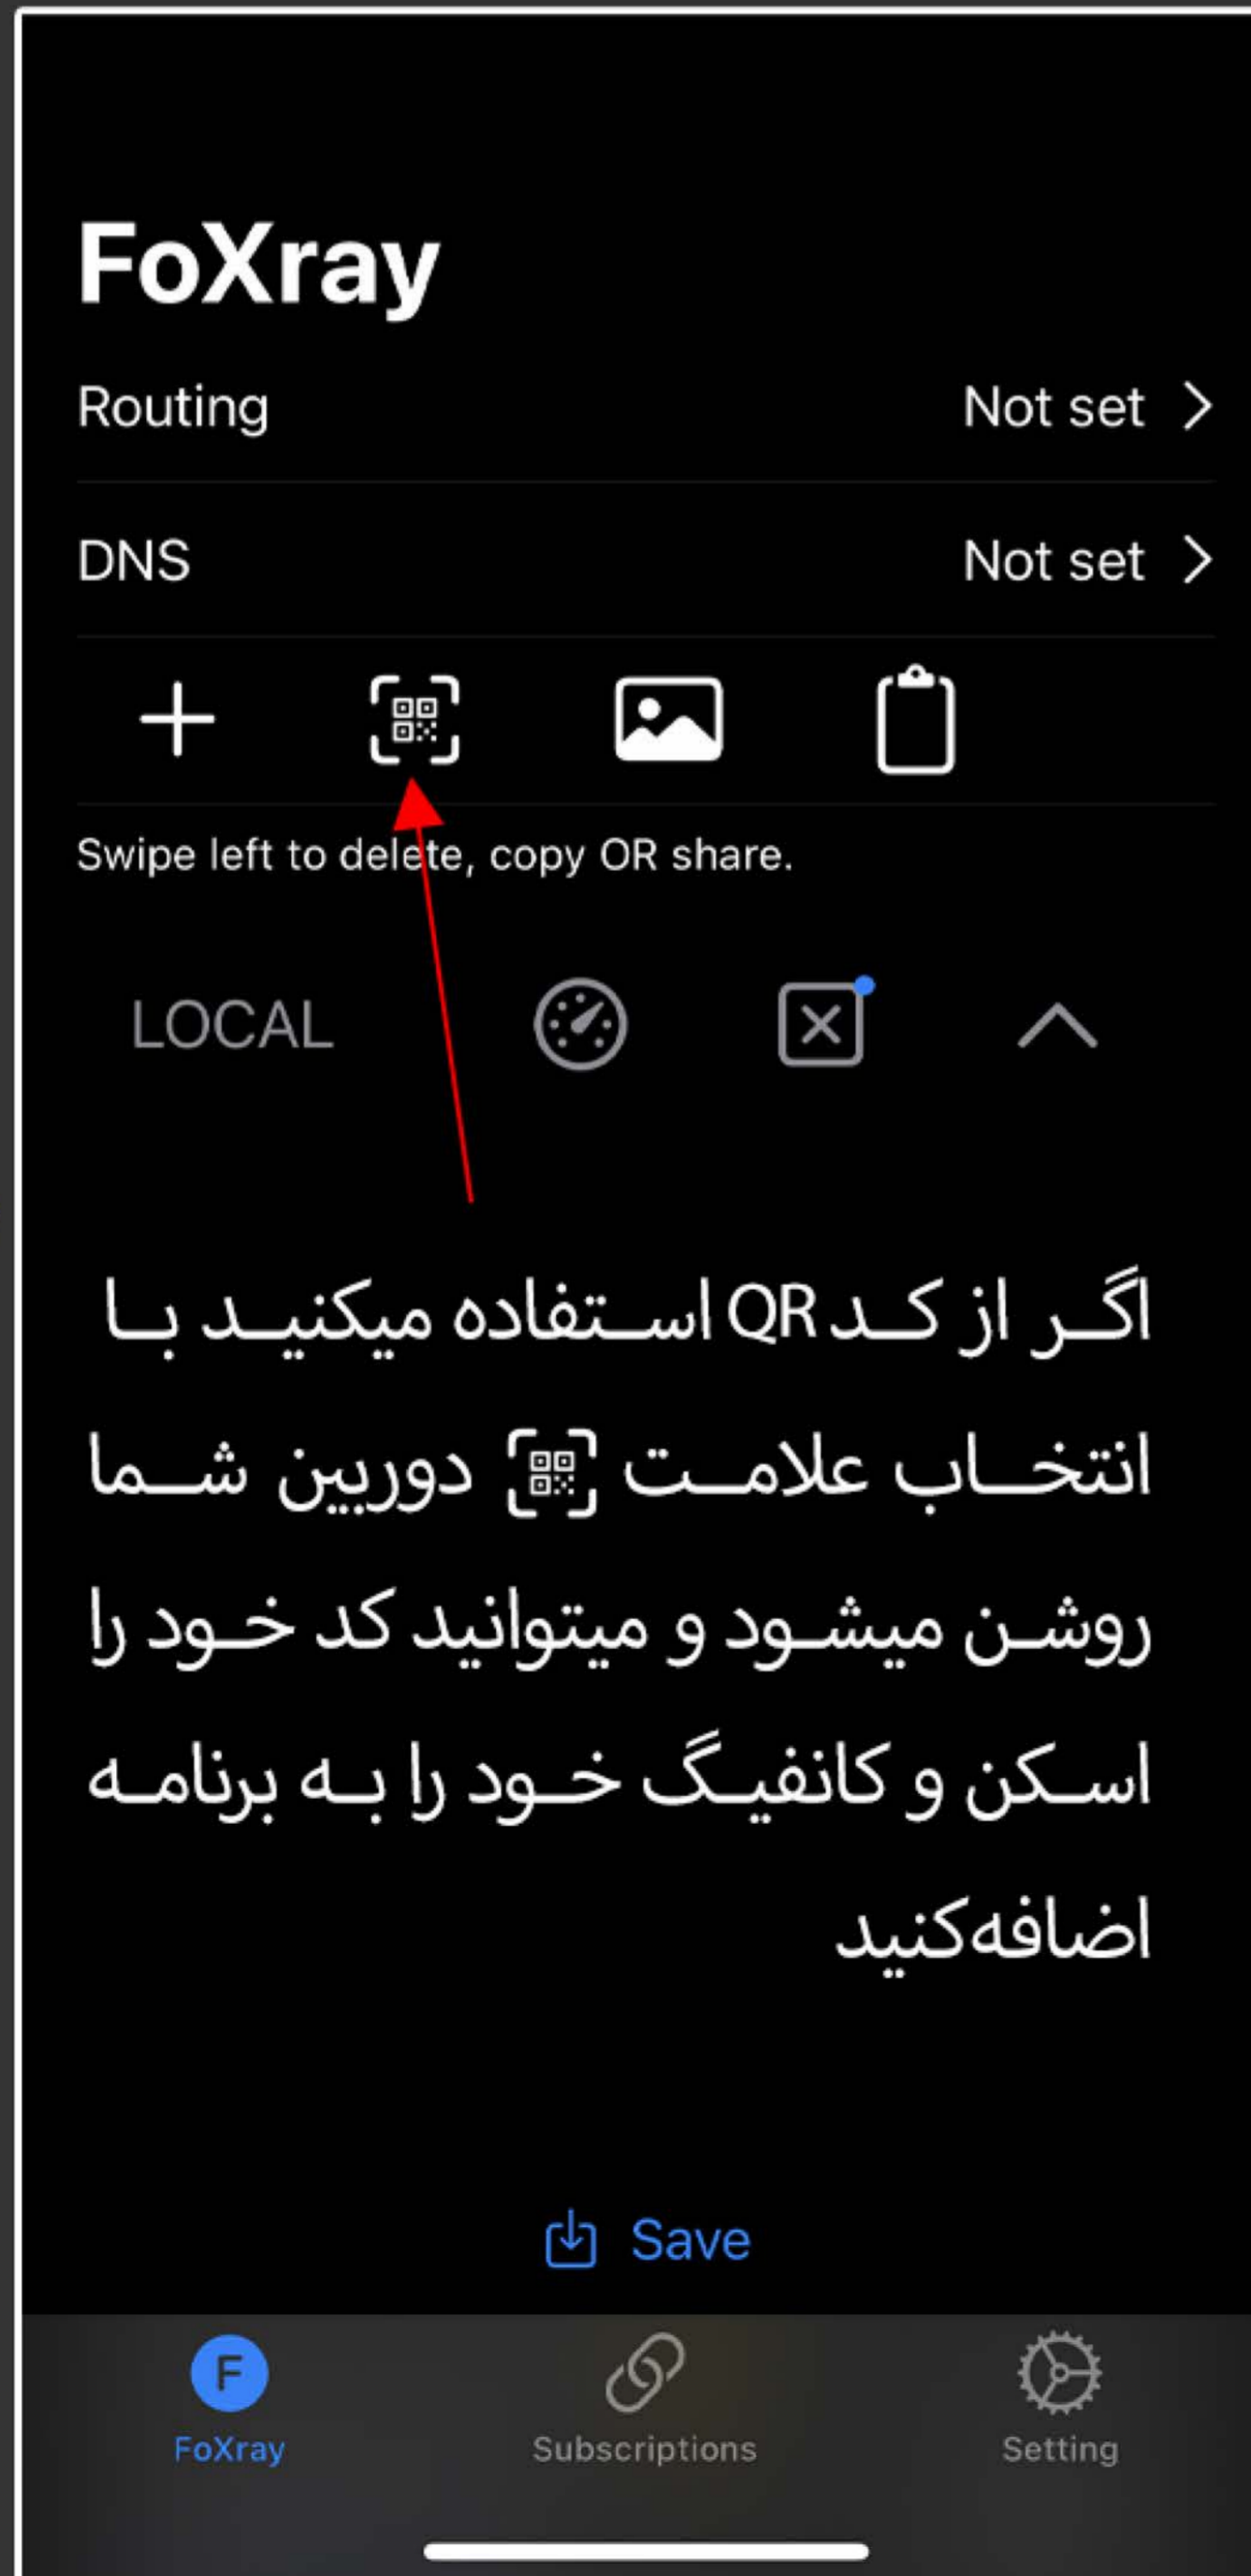 FoXray
Routing Not set
DNS Not set
Swipe left to delete, copy OR share.
LOCAL
اگر از کد QR استفاده میکنید با
انتخاب علامت دوربین شما
روشن میشود و میتوانید کد خود را
اسکن و کانفیگ خود را به برنامه
اضافه‌کنید
Save
F
FoXray Subscriptions Setting